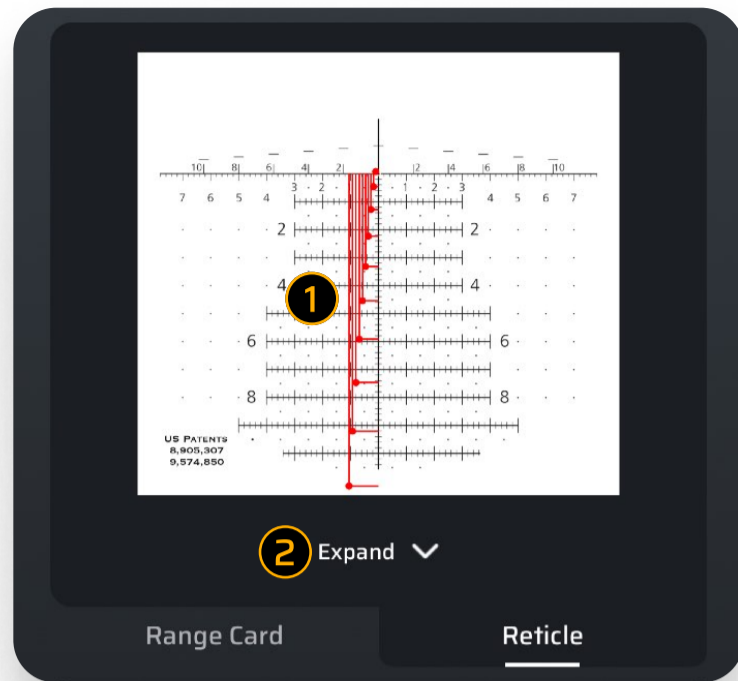 10| 8| 6| 4| 2| |2 |4 |6 |8 |10
7 6 5 4 3 2 1 2 3 4 5 6 7
2 2
4 4
1
6 6
8 8
US PATENTS
8,905,307
9,574,850
2 Expand
Range Card Reticle